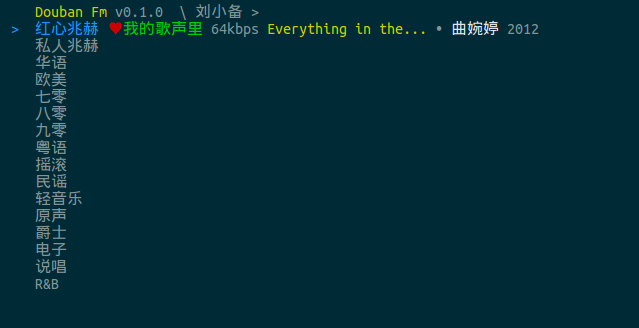 Douban Fm v0.1.0 \ 刘小备 >
> 红心兆赫 ♥我的歌声里 64kbps Everything in the... • 曲婉婷 2012
私人兆赫
华语
欧美
七零
八零
九零
粤语
摇滚
民谣
轻音乐
原声
爵士
电子
说唱
R&B